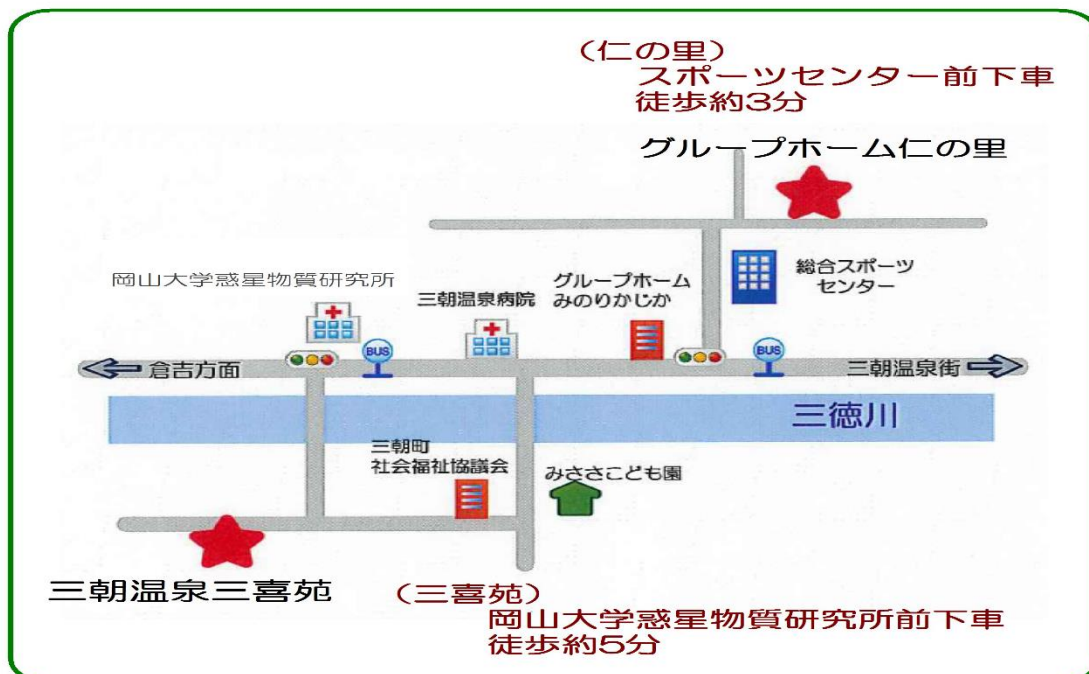 （仁の里）
スポーツセンター前下車
徒歩約3分
グループホーム仁の里
岡山大学惑星物質研究所
三朝温泉病院
グループホーム
みのりかじか
総合スポーツ
センター
BUS
BUS
倉吉方面
三朝温泉街
三徳川
三朝町
社会福祉協議会
みささこども園
三朝温泉三喜苑
（三喜苑）
岡山大学惑星物質研究所前下車
徒歩約5分